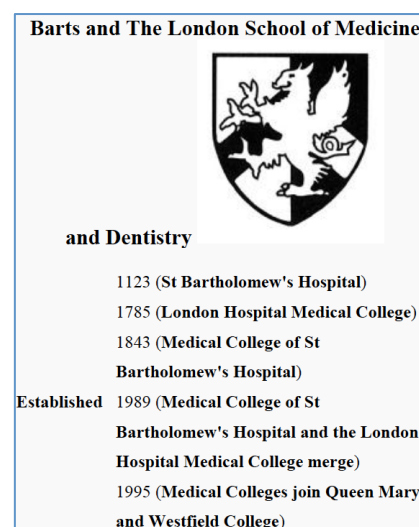 Barts and The London School of Medicine
and Dentistry
1123 (St Bartholomew's Hospital)
1785 (London Hospital Medical College)
1843 (Medical College of St
Bartholomew's Hospital)
Established 1989 (Medical College of St
Bartholomew's Hospital and the London
Hospital Medical College merge)
1995 (Medical Colleges join Queen Mary
and Westfield College)